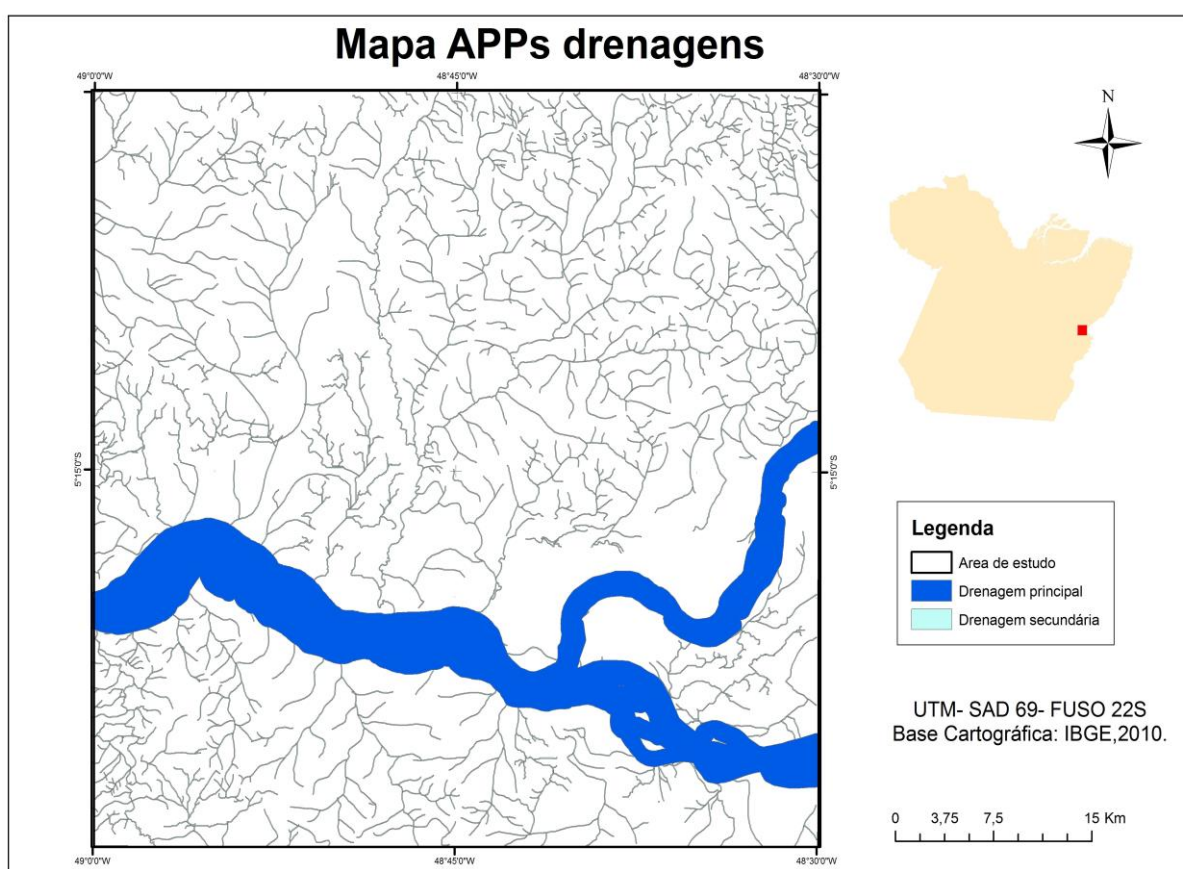 Mapa APPs drenagens
49°0'0"W 48°45'0"W 48°30'0"W
N
5°15'0"S 5°15'0"S
Legenda
Area de estudo
Drenagem principal
Drenagem secundária
UTM- SAD 69- FUSO 22S
Base Cartográfica: IBGE,2010.
0 3,75 7,5 15 Km
49°0'0"W 48°45'0"W 48°30'0"W